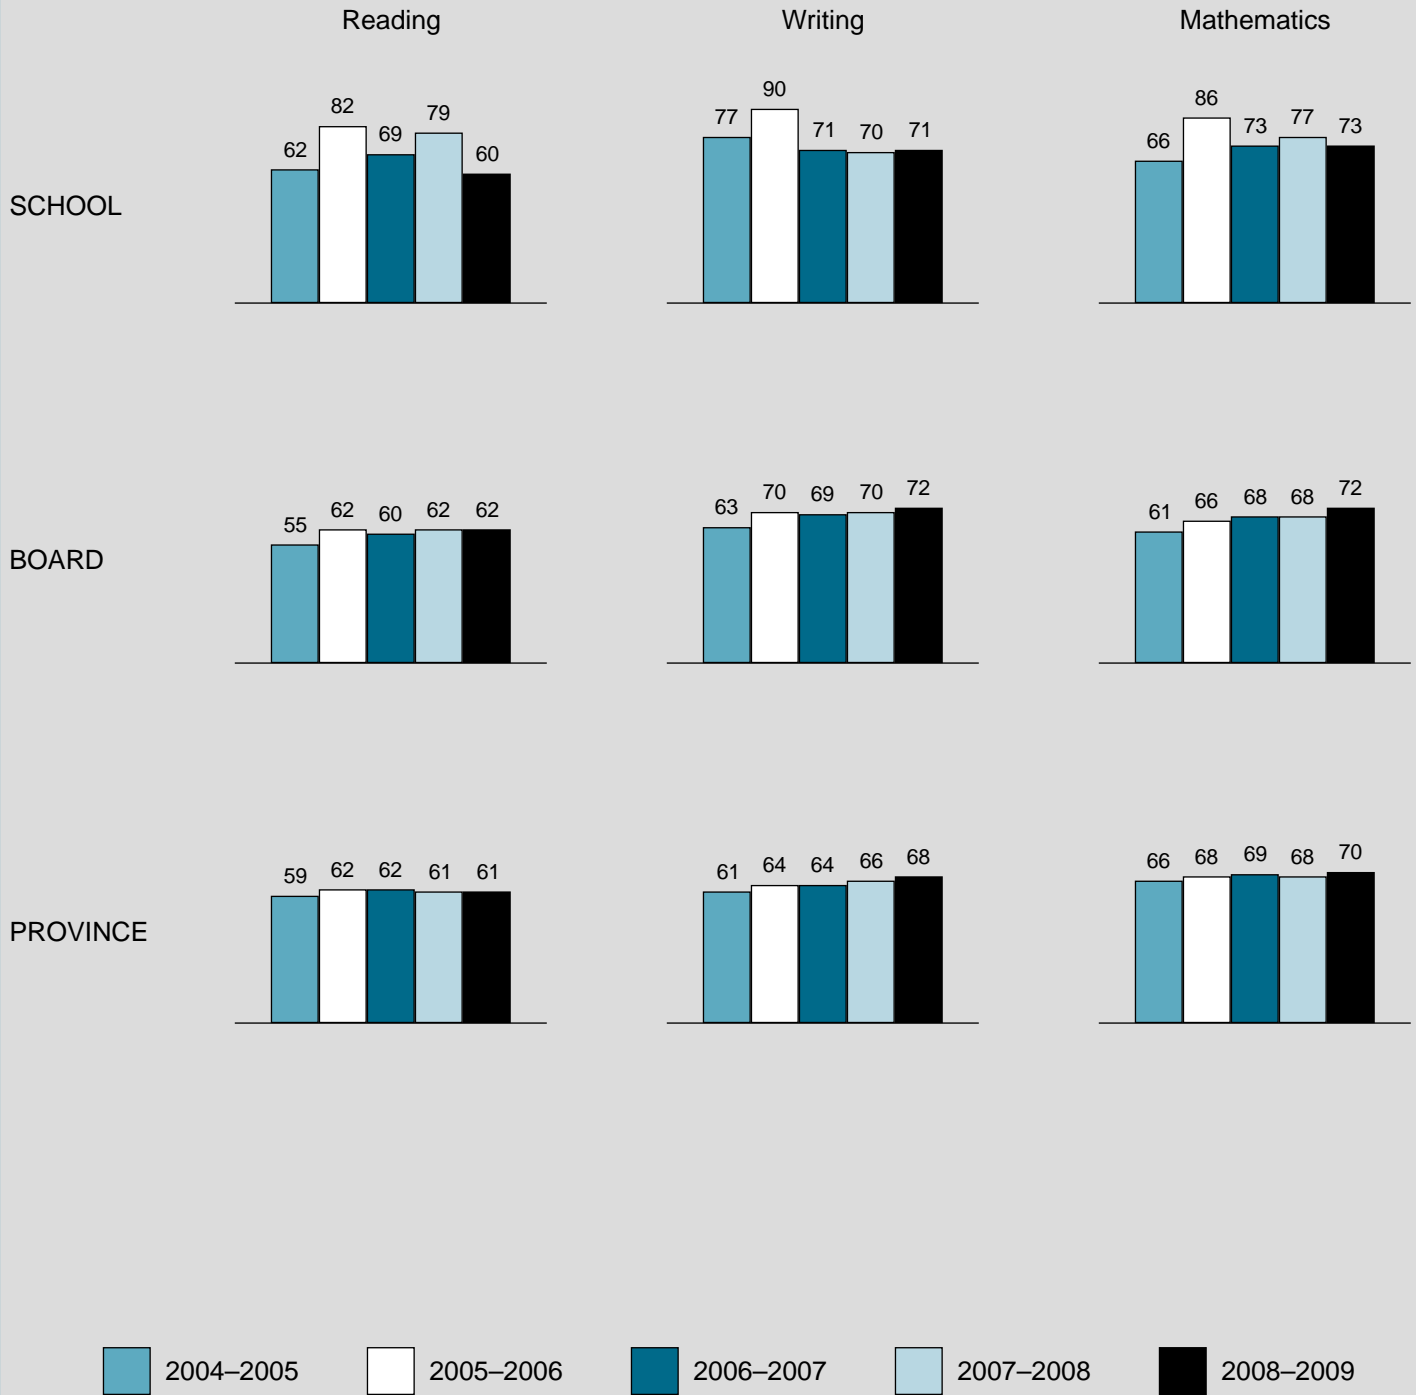 Reading Writing Mathematics
SCHOOL
62 82 69 79 60
77 90 71 70 71
66 86 73 77 73
BOARD
55 62 60 62 62
63 70 69 70 72
61 66 68 68 72
PROVINCE
59 62 62 61 61
61 64 64 66 68
66 68 69 68 70
2004–2005 2005–2006 2006–2007 2007–2008 2008–2009